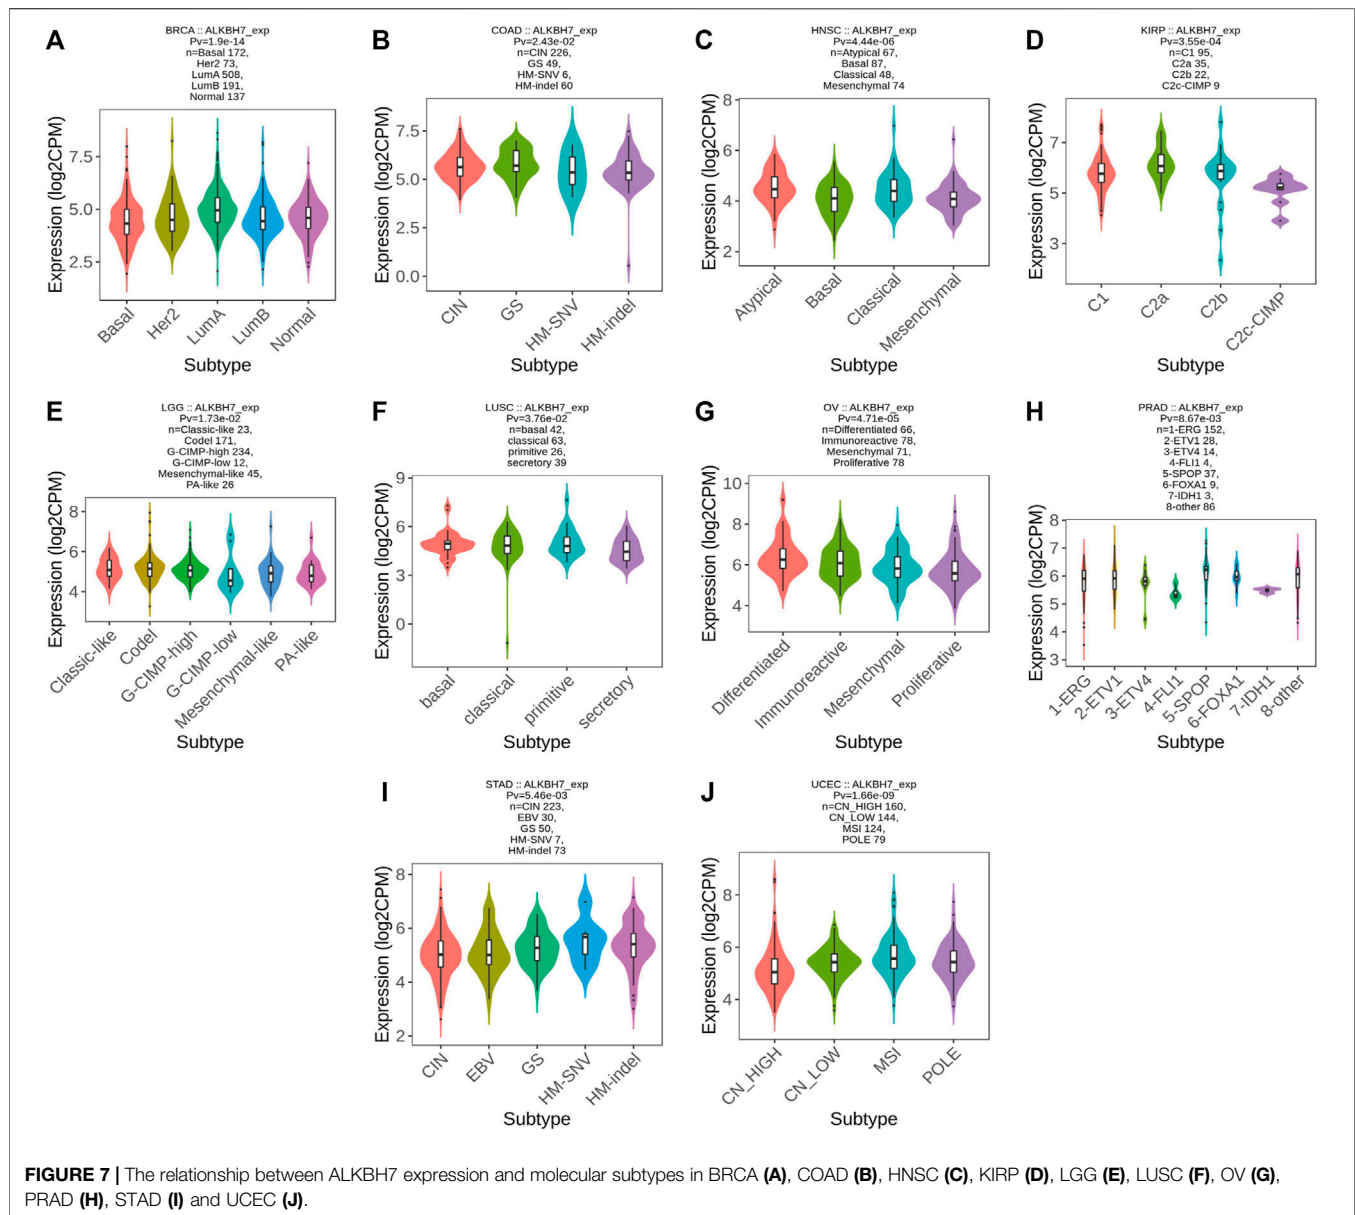 A
BRCA :: ALKBH7_exp
Pv=1.9e-14
n=Basal 172,
Her2 73,
LumA 508,
LumB 191,
Normal 137
Expression (log2CPM)
7.5
5.0
2.5
Basal
Her2
LumA
LumB
Normal
Subtype
B
COAD :: ALKBH7_exp
Pv=2.43e-02
n=CIN 226,
GS 49,
HM-SNV 6,
HM-indel 60
Expression (log2CPM)
7.5
5.0
2.5
0.0
CIN
GS
HM-SNV
HM-indel
Subtype
C
HNSC :: ALKBH7_exp
Pv=4.44e-06
n=Atypical 67,
Basal 87,
Classical 48,
Mesenchymal 74
Expression (log2CPM)
8
6
4
2
Atypical
Basal
Classical
Mesenchymal
Subtype
D
KIRP :: ALKBH7_exp
Pv=3.55e-04
n=C1 95,
C2a 35,
C2b 22,
C2c-CIMP 9
Expression (log2CPM)
7
5
3
C1
C2a
C2b
C2c-CIMP
Subtype
E
LGG :: ALKBH7_exp
Pv=1.73e-02
n=Classic-like 23,
Codel 171,
G-CIMP-high 234,
G-CIMP-low 12,
Mesenchymal-like 45,
PA-like 26
Expression (log2CPM)
8
6
4
Classic-like
Codel
G-CIMP-high
G-CIMP-low
Mesenchymal-like
PA-like
Subtype
F
LUSC :: ALKBH7_exp
Pv=3.76e-02
n=basal 42,
classical 63,
primitive 26,
secretory 39
Expression (log2CPM)
9
6
3
0
basal
classical
primitive
secretory
Subtype
G
OV :: ALKBH7_exp
Pv=4.71e-05
n=Differentiated 66,
Immunoreactive 78,
Mesenchymal 71,
Proliferative 78
Expression (log2CPM)
10
8
6
4
Differentiated
Immunoreactive
Mesenchymal
Proliferative
Subtype
H
PRAD :: ALKBH7_exp
Pv=8.67e-03
n=1-ERG 152,
2-ETV1 28,
3-ETV4 14,
4-FLI1 4,
5-SPOP 37,
6-FOXA1 9,
7-IDH1 3,
8-other 86
Expression (log2CPM)
8
6
5
4
3
1-ERG
2-ETV1
3-ETV4
4-FLI1
5-SPOP
6-FOXA1
7-IDH1
8-other
Subtype
I
STAD :: ALKBH7_exp
Pv=5.46e-03
n=CIN 223,
EBV 30,
GS 50,
HM-SNV 7,
HM-indel 73
Expression (log2CPM)
8
6
4
2
CIN
EBV
GS
HM-SNV
HM-indel
Subtype
J
UCEC :: ALKBH7_exp
Pv=1.66e-09
n=CN_HIGH 160,
CN_LOW 144,
MSI 124,
POLE 79
Expression (log2CPM)
8
6
4
CN_HIGH
CN_LOW
MSI
POLE
Subtype
FIGURE 7 | The relationship between ALKBH7 expression and molecular subtypes in BRCA (A), COAD (B), HNSC (C), KIRP (D), LGG (E), LUSC (F), OV (G),
PRAD (H), STAD (I) and UCEC (J).